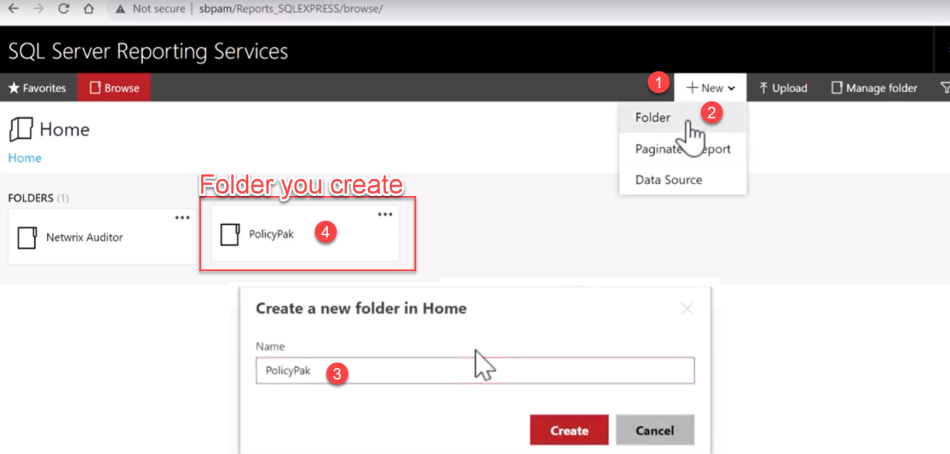 Not secure | sbpam/Reports_SQLEXPRESS/browse/
SQL Server Reporting Services
Favorites Browse 1 New Upload Manage folder
Home
Folder 2
Home
Paginate port
Data Source
Folder you create
FOLDERS (1)
Netwrix Auditor
PolicyPak 4
Create a new folder in Home
Name
PolicyPak 3
Create Cancel